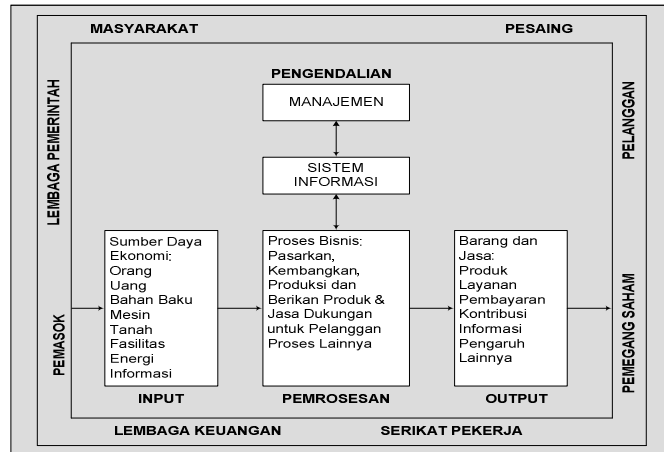 MASYARAKAT
PESAING
LEMBAGA PEMERINTAH
PELANGGAN
PENGENDALIAN
MANAJEMEN
SISTEM
INFORMASI
PEMASOK
Sumber Daya
Ekonomi:
Orang
Uang
Bahan Baku
Mesin
Tanah
Fasilitas
Energi
Informasi
INPUT
Proses Bisnis:
Pasarkan,
Kembangkan,
Produksi dan
Berikan Produk &
Jasa Dukungan
untuk Pelanggan
Proses Lainnya
PEMROSESAN
Barang dan
Jasa:
Produk
Layanan
Pembayaran
Kontribusi
Informasi
Pengaruh
Lainnya
OUTPUT
PEMEGANG SAHAM
LEMBAGA KEUANGAN
SERIKAT PEKERJA